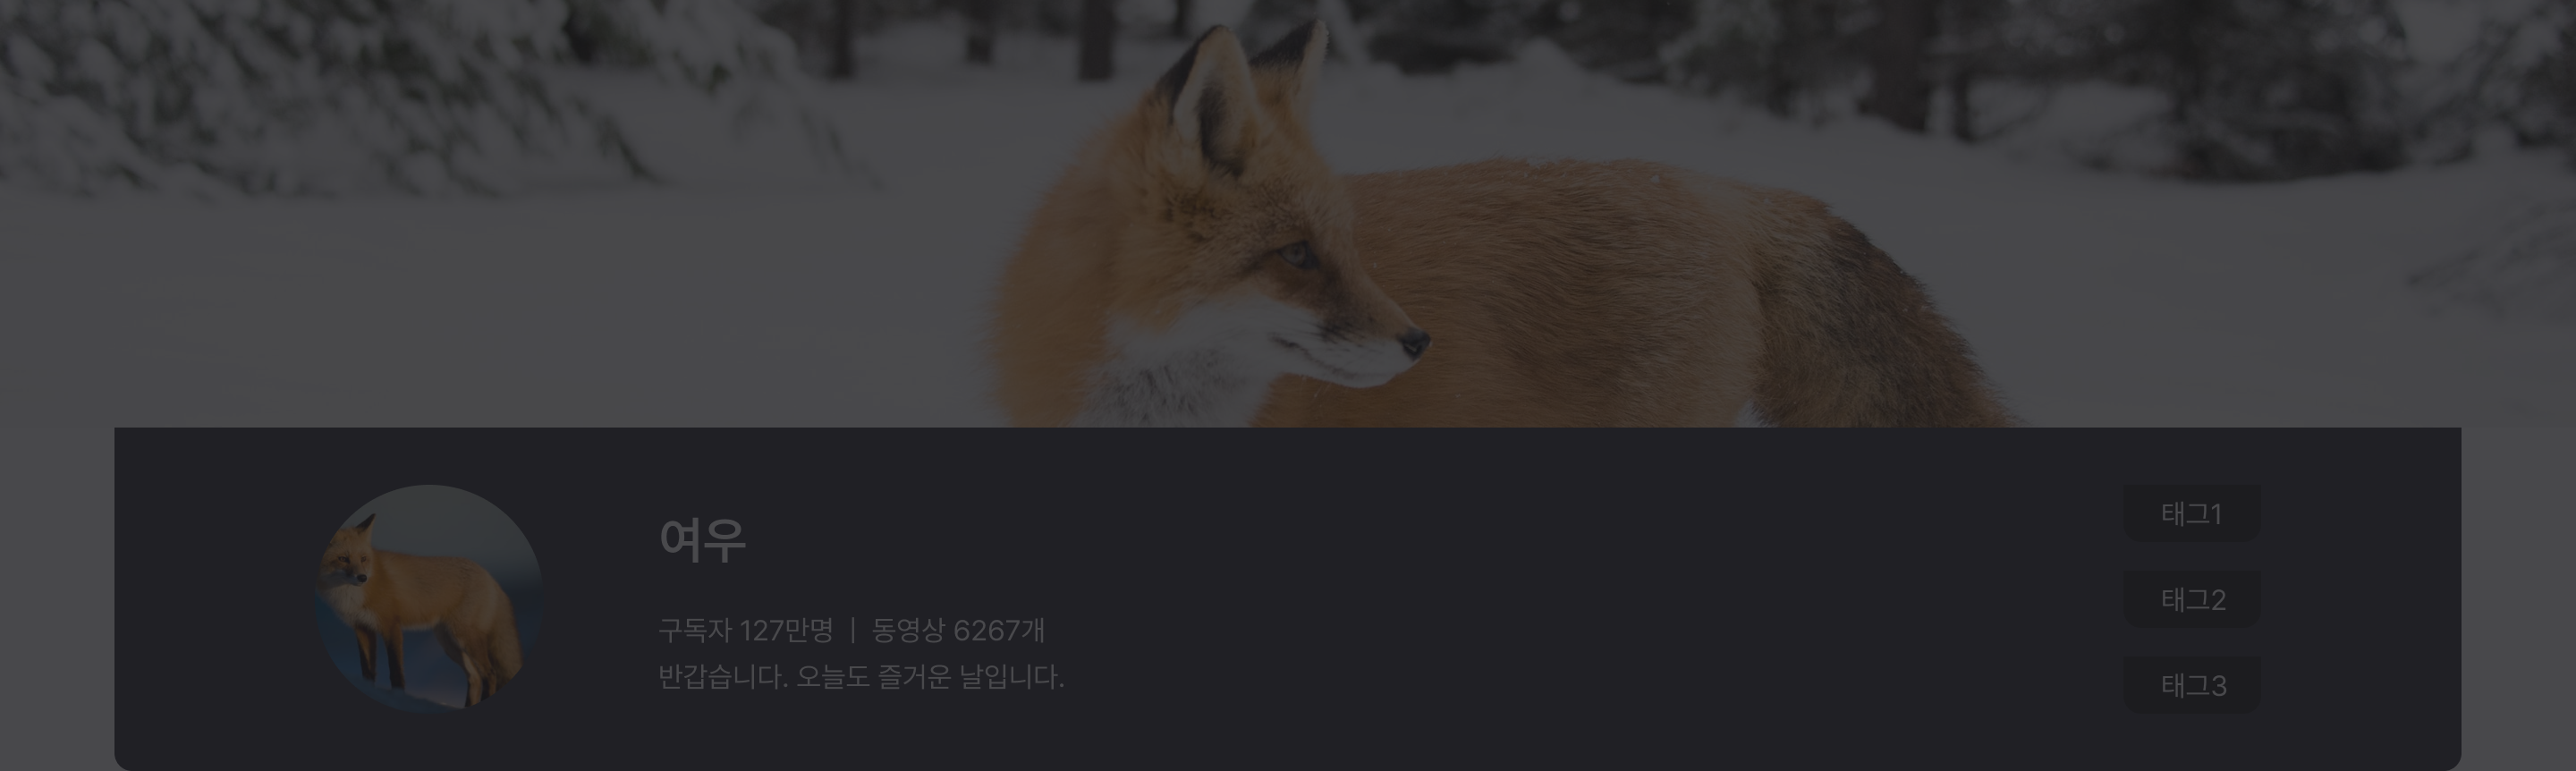 여우
구독자 127만명 | 동영상 6267개
반갑습니다. 오늘도 즐거운 날입니다.
태그1
태그2
태그3